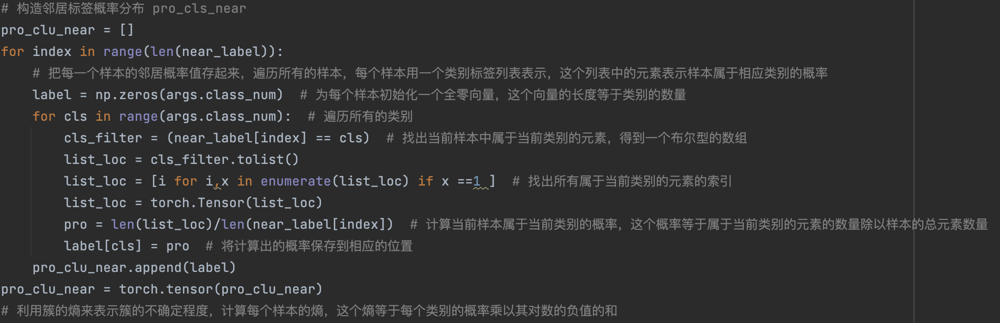 # 构造邻居标签概率分布 pro_cls_near
pro_clu_near = []
for index in range(len(near_label)):
    # 把每一个样本的邻居概率值存起来，遍历所有的样本，每个样本用一个类别标签列表表示，这个列表中的元素表示样本属于相应类别的概率
    label = np.zeros(args.class_num)  # 为每个样本初始化一个全零向量，这个向量的长度等于类别的数量
    for cls in range(args.class_num):  # 遍历所有的类别
        cls_filter = (near_label[index] == cls)  # 找出当前样本中属于当前类别的元素，得到一个布尔型的数组
        list_loc = cls_filter.tolist()
        list_loc = [i for i,x in enumerate(list_loc) if x ==1 ]  # 找出所有属于当前类别的元素的索引
        list_loc = torch.Tensor(list_loc)
        pro = len(list_loc)/len(near_label[index])  # 计算当前样本属于当前类别的概率，这个概率等于属于当前类别的元素的数量除以样本的总元素数量
        label[cls] = pro  # 将计算出的概率保存到相应的位置
    pro_clu_near.append(label)
pro_clu_near = torch.tensor(pro_clu_near)
# 利用簇的熵来表示簇的不确定程度，计算每个样本的熵，这个熵等于每个类别的概率乘以其对数的负值的和